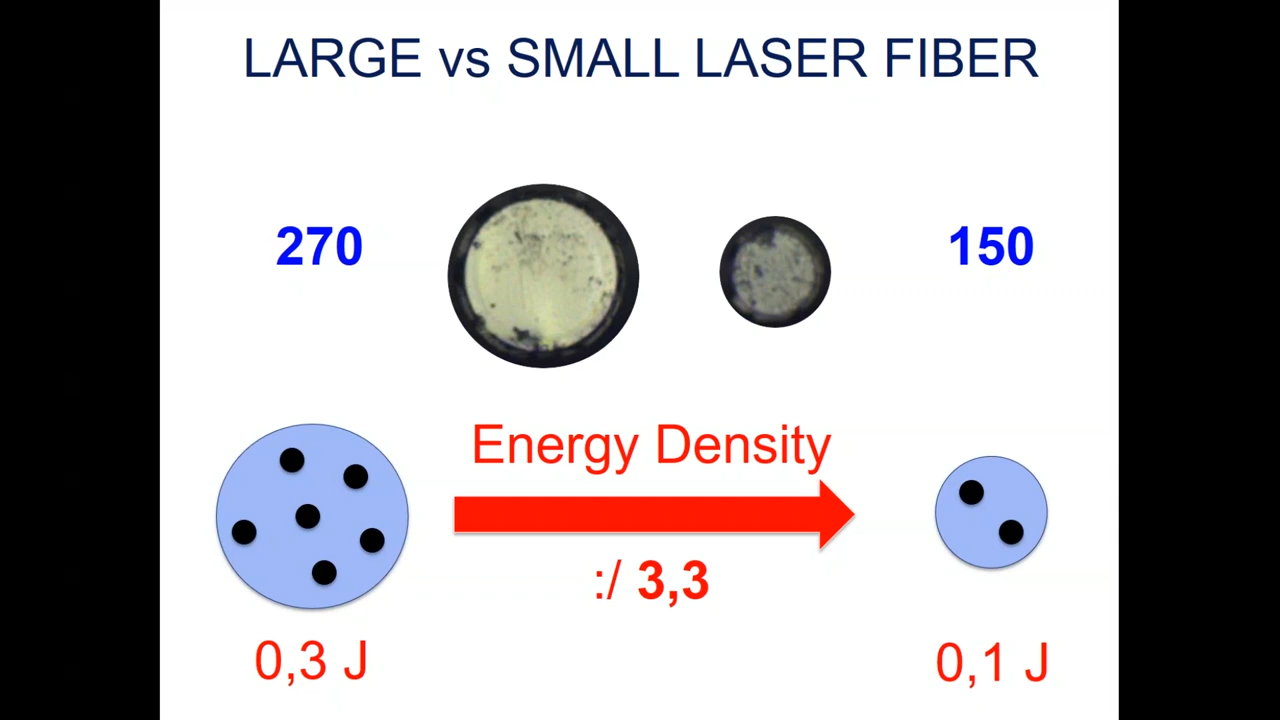 LARGE vs SMALL LASER FIBER
270
150
Energy Density
:/ 3,3
0,3 J
0,1 J